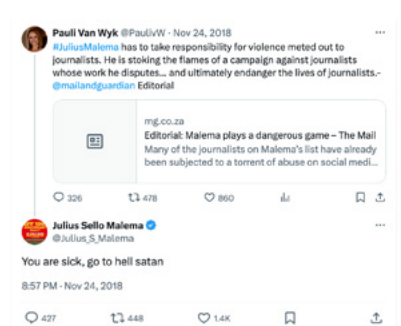 Pauli Van Wyk @PaulivW · Nov 24, 2018
#JuliusMalema has to take responsibility for violence meted out to
journalists. He is stoking the flames of a campaign against journalists
whose work he disputes... and ultimately endanger the lives of journalists.-
@mailandguardian Editorial
mg.co.za
Editorial: Malema plays a dangerous game – The Mail
Many of the journalists on Malema's list have already
been subjected to a torrent of abuse on social medi...
326 478 860
Julius Sello Malema
@Julius_S_Malema
You are sick, go to hell satan
8:57 PM · Nov 24, 2018
427 448 1.4K